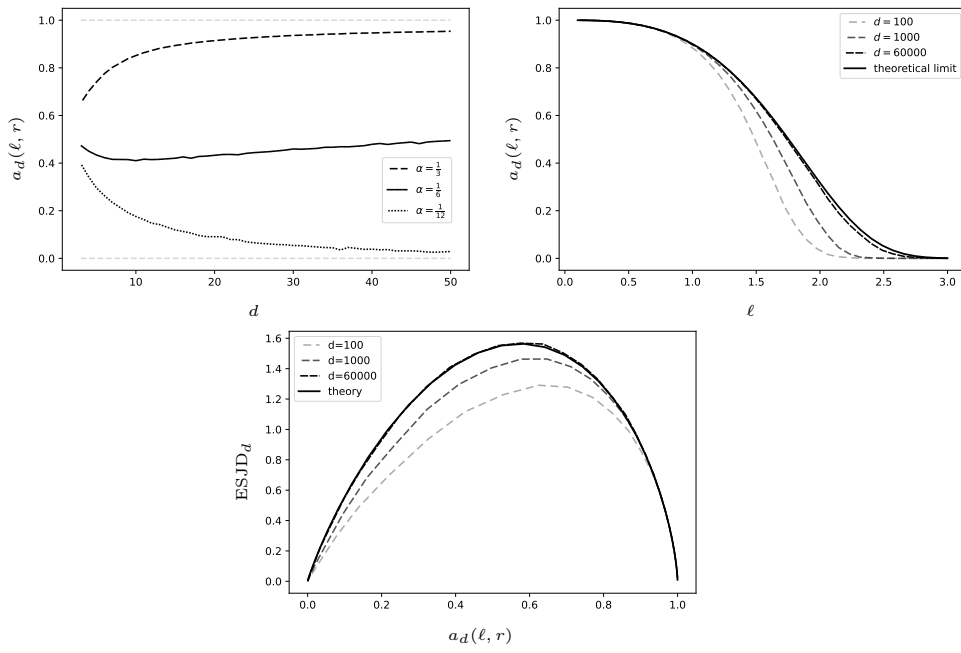 1.0
0.8
0.6
0.4
0.2
0.0
a_d(ℓ, r)
α = 1/3
α = 1/6
α = 1/12
10 20 30 40 50
d
1.0
0.8
0.6
0.4
0.2
0.0
a_d(ℓ, r)
d = 100
d = 1000
d = 60000
theoretical limit
0.0 0.5 1.0 1.5 2.0 2.5 3.0
ℓ
1.6
1.4
1.2
1.0
0.8
0.6
0.4
0.2
0.0
ESJD_d
d=100
d=1000
d=60000
theory
0.0 0.2 0.4 0.6 0.8 1.0
a_d(ℓ, r)